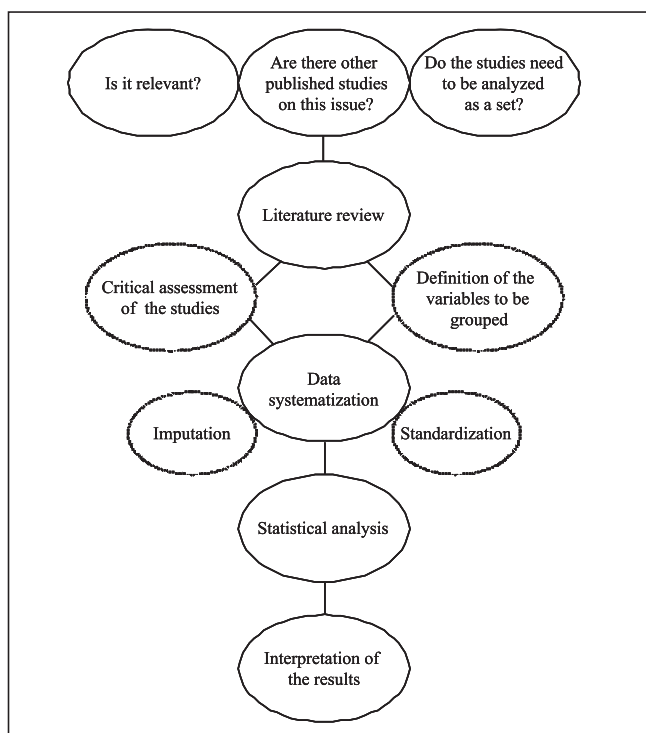 Is it relevant?
Are there other
published studies
on this issue?
Do the studies need
to be analyzed
as a set?
Literature review
Critical assessment
of the studies
Definition of the
variables to be
grouped
Data
systematization
Imputation
Standardization
Statistical analysis
Interpretation of
the results